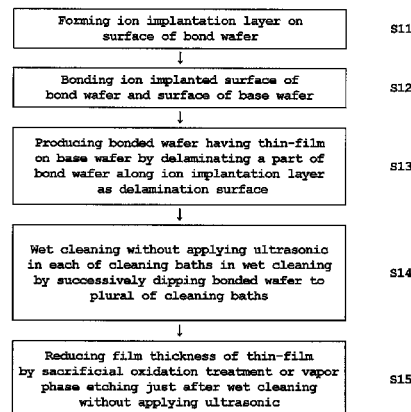 Forming ion implantation layer on
surface of bond wafer
S11
Bonding ion implanted surface of
bond wafer and surface of base wafer
S12
Producing bonded wafer having thin-film
on base wafer by delaminating a part of
bond wafer along ion implantation layer
as delamination surface
S13
Wet cleaning without applying ultrasonic
in each of cleaning baths in wet cleaning
by successively dipping bonded wafer to
plural of cleaning baths
S14
Reducing film thickness of thin-film
by sacrificial oxidation treatment or vapor
phase etching just after wet cleaning
without applying ultrasonic
S15